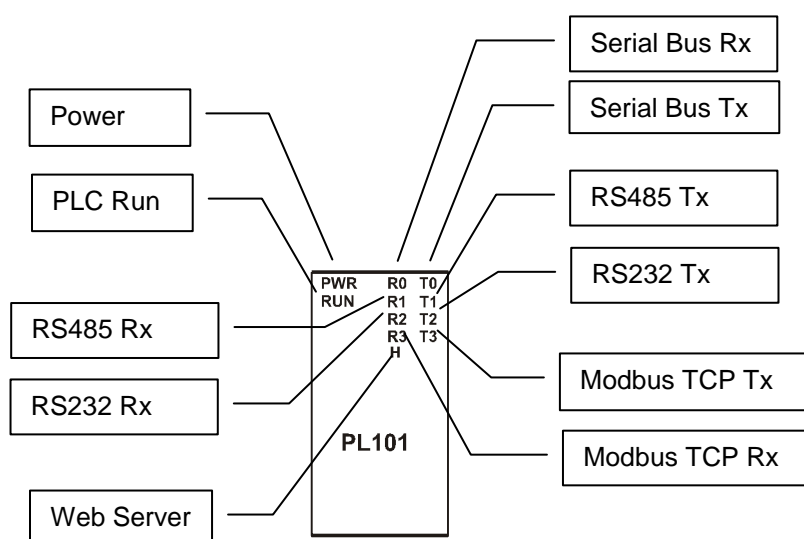 Serial Bus Rx
Serial Bus Tx
Power
PLC Run
RS485 Tx
RS232 Tx
PWR R0 T0
RUN R1 T1
R2 T2
R3 T3
H
RS485 Rx
RS232 Rx
Modbus TCP Tx
PL101
Modbus TCP Rx
Web Server